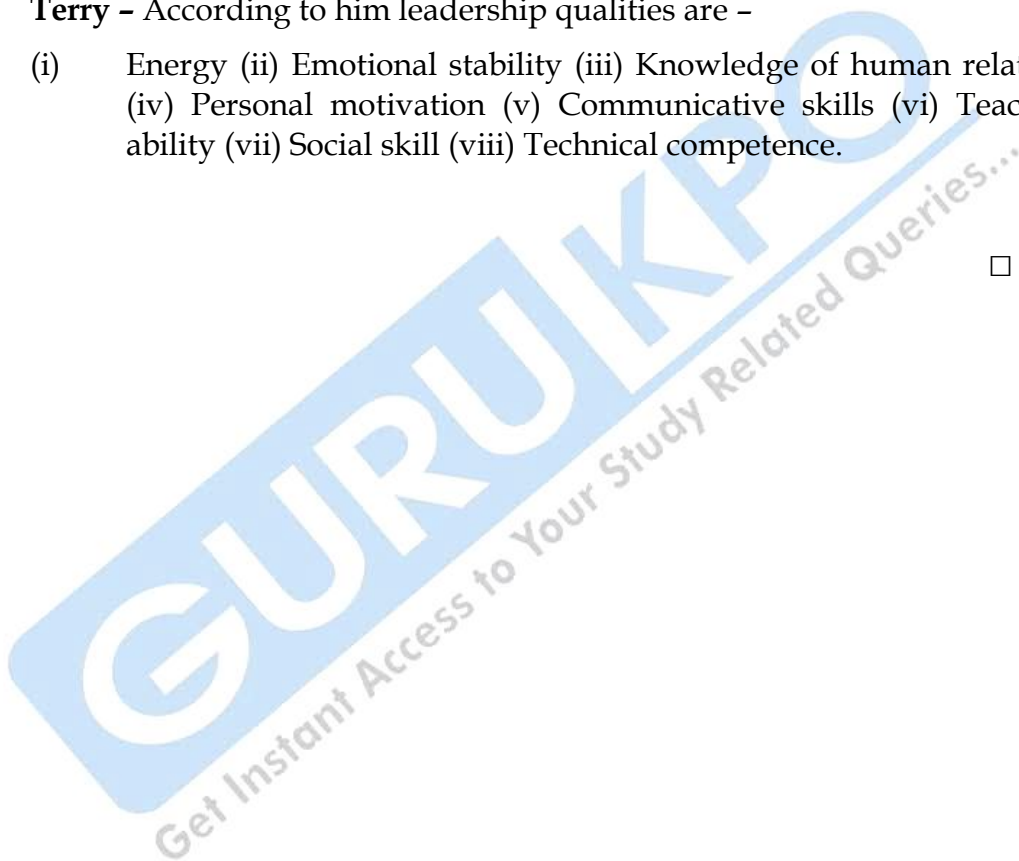 Terry – According to him leadership qualities are –
(i) Energy (ii) Emotional stability (iii) Knowledge of human relat
(iv) Personal motivation (v) Communicative skills (vi) Teac
ability (vii) Social skill (viii) Technical competence.
□
GURUKPO
Get Instant Access to Your Study Related Queries...